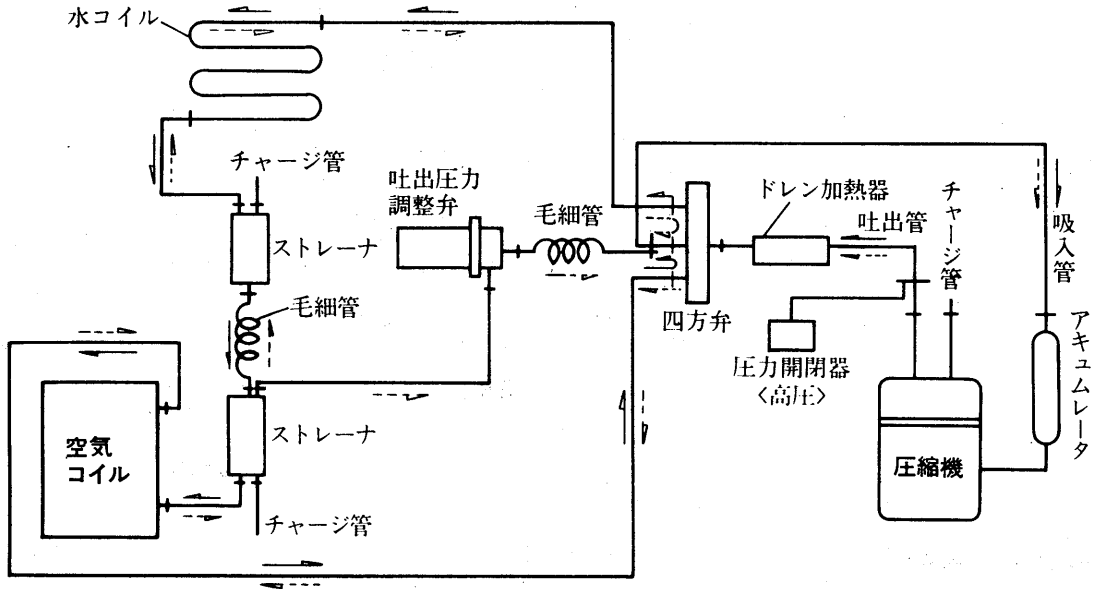 水コイル
チャージ管
ストレーナ
毛細管
ストレーナ
チャージ管
空気
コイル
吐出圧力
調整弁
毛細管
四方弁
ドレン加熱器
吐出管
チャージ管
圧力開閉器
〈高圧〉
圧縮機
吸入管
アキュムレータ